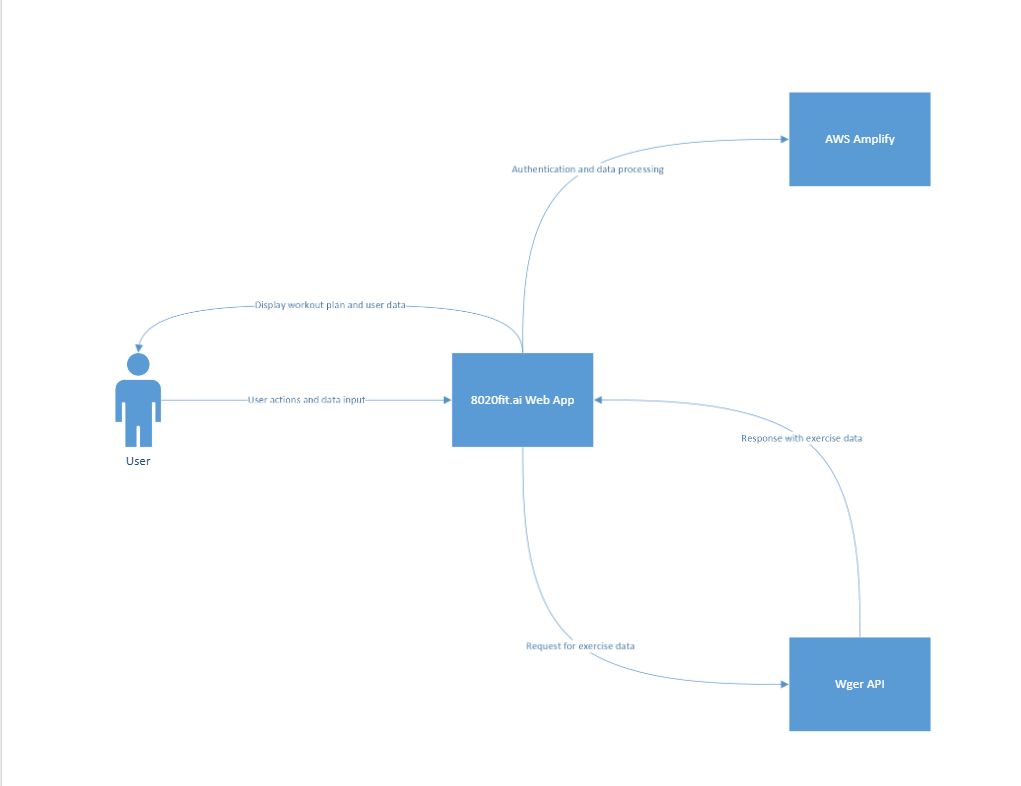 AWS Amplify
Authentication and data processing
Display workout plan and user data
User actions and data input
8020fit.ai Web App
Response with exercise data
User
Request for exercise data
Wger API